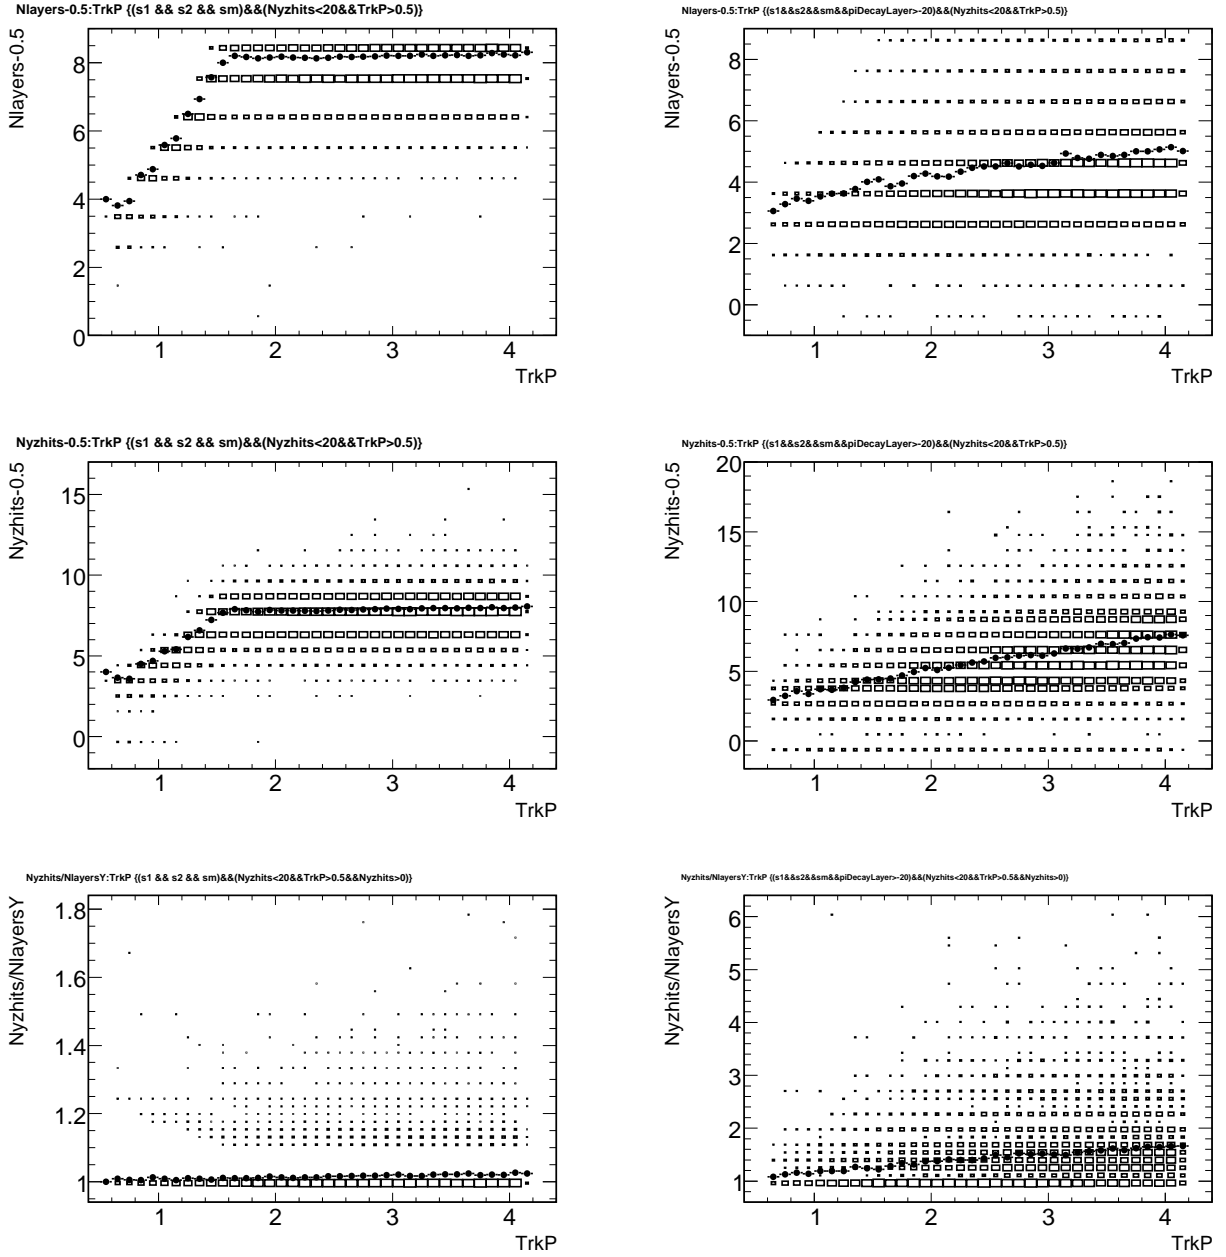 Nlayers-0.5:TrkP {(s1 && s2 && sm)&&(Nyzhits<20&&TrkP>0.5)}
Nlayers-0.5
8
6
4
2
0
1 2 3 4
TrkP
Nlayers-0.5:TrkP {(s1&&s2&&sm&&piDecayLayer>-20)&&(Nyzhits<20&&TrkP>0.5)}
Nlayers-0.5
8
6
4
2
0
1 2 3 4
TrkP
Nyzhits-0.5:TrkP {(s1 && s2 && sm)&&(Nyzhits<20&&TrkP>0.5)}
Nyzhits-0.5
15
10
5
0
1 2 3 4
TrkP
Nyzhits-0.5:TrkP {(s1&&s2&&sm&&piDecayLayer>-20)&&(Nyzhits<20&&TrkP>0.5)}
Nyzhits-0.5
20
15
10
5
0
1 2 3 4
TrkP
Nyzhits/NlayersY:TrkP {(s1 && s2 && sm)&&(Nyzhits<20&&TrkP>0.5&&Nyzhits>0)}
Nyzhits/NlayersY
1.8
1.6
1.4
1.2
1
1 2 3 4
TrkP
Nyzhits/NlayersY:TrkP {(s1&&s2&&sm&&piDecayLayer>-20)&&(Nyzhits<20&&TrkP>0.5&&Nyzhits>0)}
Nyzhits/NlayersY
6
5
4
3
2
1
1 2 3 4
TrkP